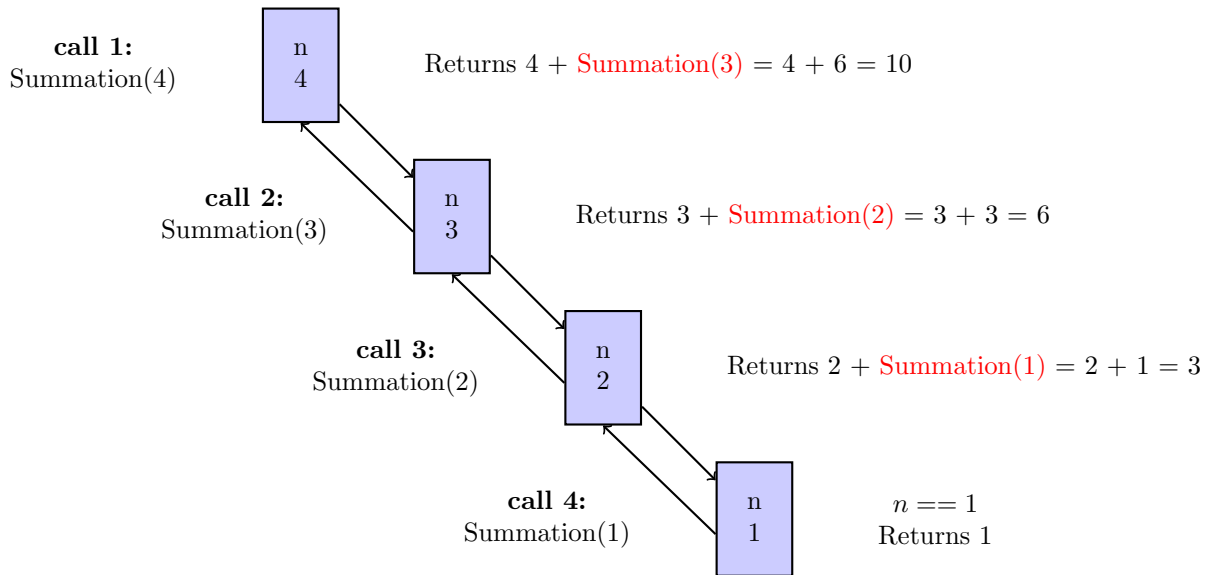 call 1:
Summation(4)
n
4
Returns 4 + Summation(3) = 4 + 6 = 10
call 2:
Summation(3)
n
3
Returns 3 + Summation(2) = 3 + 3 = 6
call 3:
Summation(2)
n
2
Returns 2 + Summation(1) = 2 + 1 = 3
call 4:
Summation(1)
n
1
n == 1
Returns 1